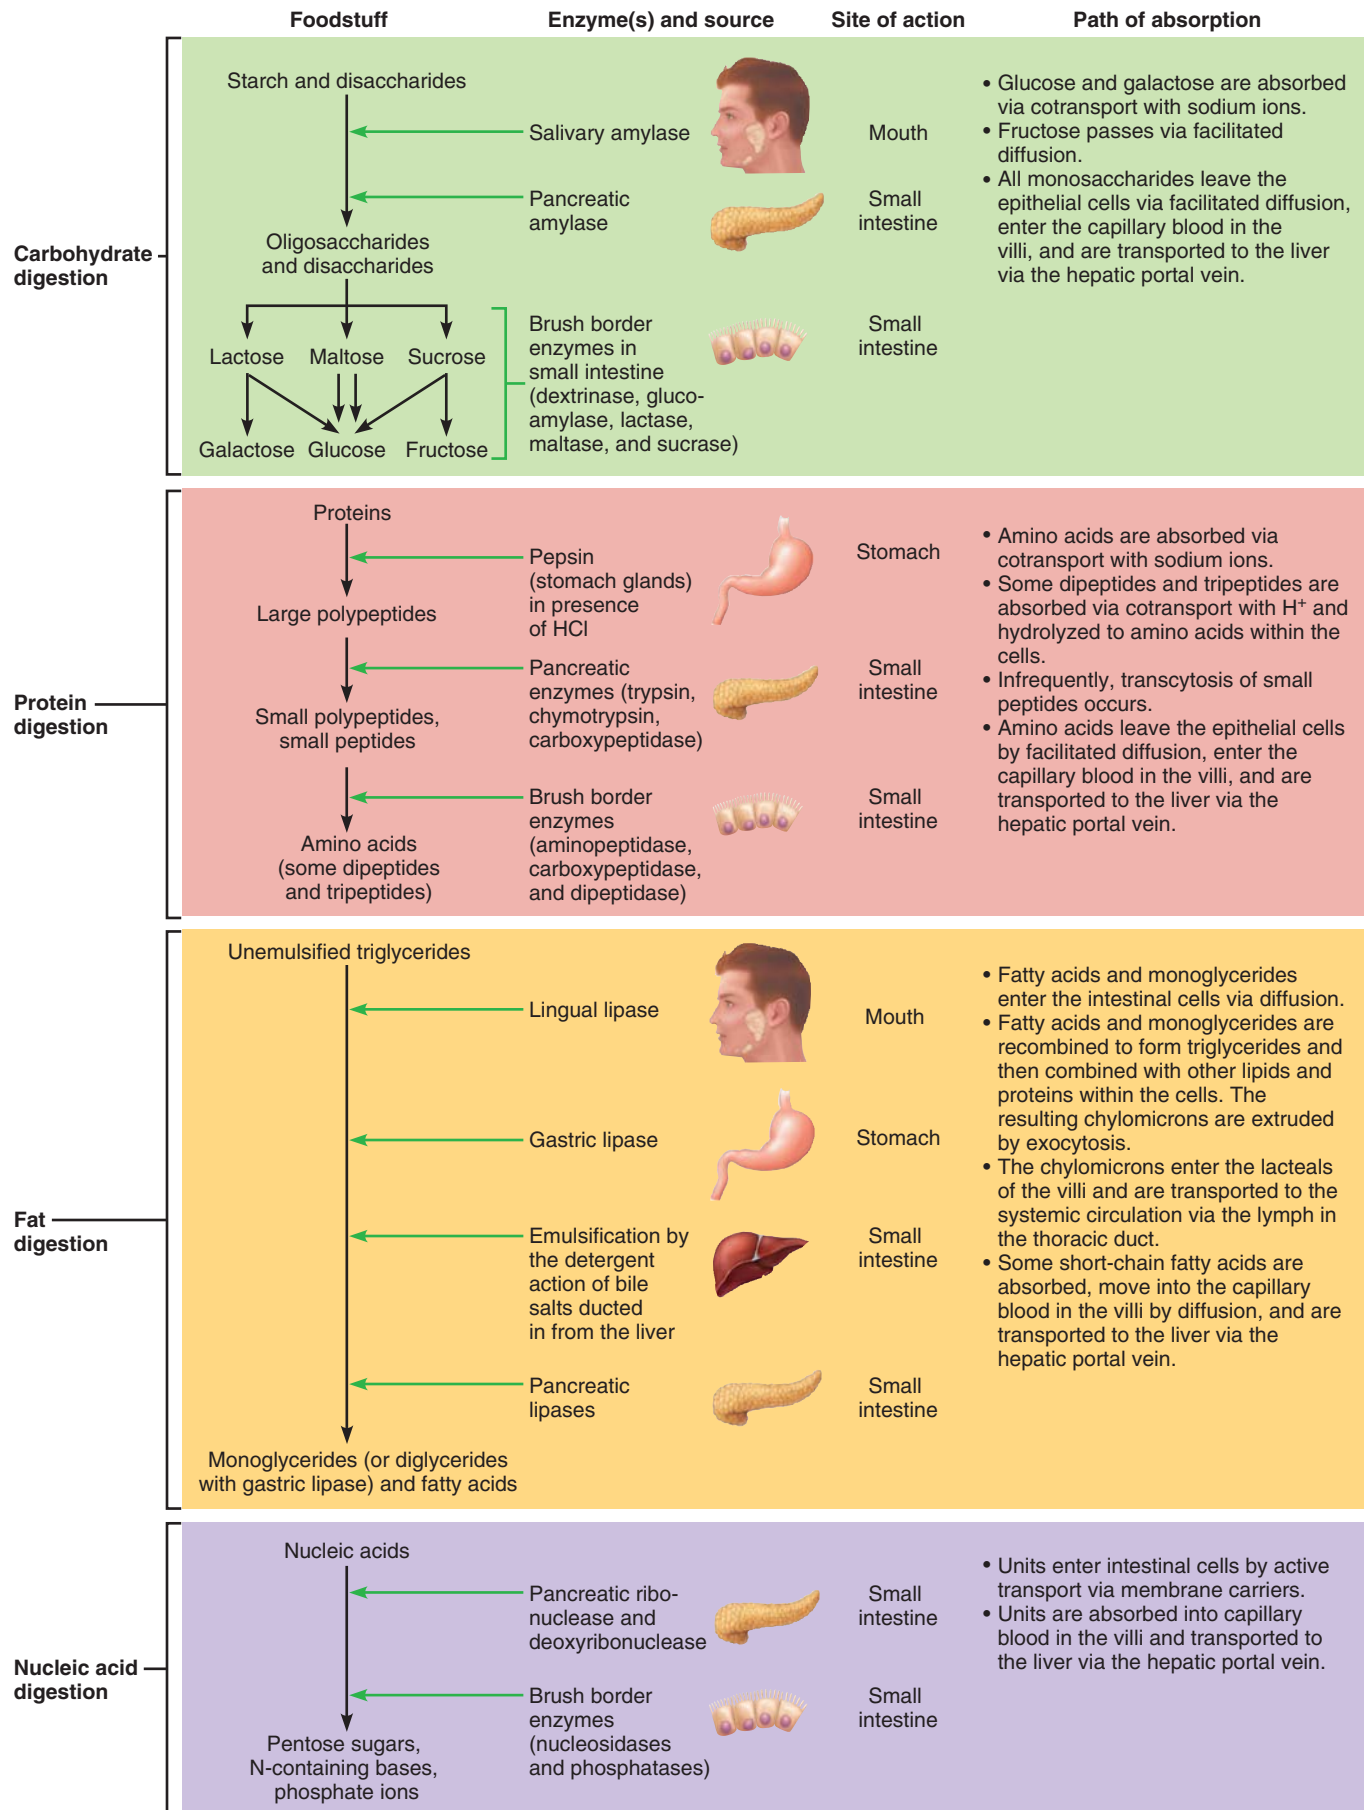 Foodstuff
Enzyme(s) and source
Site of action
Path of absorption
Carbohydrate
digestion
Starch and disaccharides
Oligosaccharides
and disaccharides
Lactose
Maltose
Sucrose
Galactose
Glucose
Fructose
Salivary amylase
Mouth
Pancreatic
amylase
Small
intestine
Brush border
enzymes in
small intestine
(dextrinase, gluco-
amylase, lactase,
maltase, and sucrase)
Small
intestine
• Glucose and galactose are absorbed
via cotransport with sodium ions.
• Fructose passes via facilitated
diffusion.
• All monosaccharides leave the
epithelial cells via facilitated diffusion,
enter the capillary blood in the
villi, and are transported to the liver
via the hepatic portal vein.
Protein
digestion
Proteins
Large polypeptides
Small polypeptides,
small peptides
Amino acids
(some dipeptides
and tripeptides)
Pepsin
(stomach glands)
in presence
of HCl
Stomach
Pancreatic
enzymes (trypsin,
chymotrypsin,
carboxypeptidase)
Small
intestine
Brush border
enzymes
(aminopeptidase,
carboxypeptidase,
and dipeptidase)
Small
intestine
• Amino acids are absorbed via
cotransport with sodium ions.
• Some dipeptides and tripeptides are
absorbed via cotransport with H⁺ and
hydrolyzed to amino acids within the
cells.
• Infrequently, transcytosis of small
peptides occurs.
• Amino acids leave the epithelial cells
by facilitated diffusion, enter the
capillary blood in the villi, and are
transported to the liver via the
hepatic portal vein.
Fat
digestion
Unemulsified triglycerides
Monoglycerides (or diglycerides
with gastric lipase) and fatty acids
Lingual lipase
Mouth
Gastric lipase
Stomach
Emulsification by
the detergent
action of bile
salts ducted
in from the liver
Small
intestine
Pancreatic
lipases
Small
intestine
• Fatty acids and monoglycerides
enter the intestinal cells via diffusion.
• Fatty acids and monoglycerides are
recombined to form triglycerides and
then combined with other lipids and
proteins within the cells. The
resulting chylomicrons are extruded
by exocytosis.
• The chylomicrons enter the lacteals
of the villi and are transported to the
systemic circulation via the lymph in
the thoracic duct.
• Some short-chain fatty acids are
absorbed, move into the capillary
blood in the villi by diffusion, and are
transported to the liver via the
hepatic portal vein.
Nucleic acid
digestion
Nucleic acids
Pentose sugars,
N-containing bases,
phosphate ions
Pancreatic ribo-
nuclease and
deoxyribonuclease
Small
intestine
Brush border
enzymes
(nucleosidases
and phosphatases)
Small
intestine
• Units enter intestinal cells by active
transport via membrane carriers.
• Units are absorbed into capillary
blood in the villi and transported to
the liver via the hepatic portal vein.